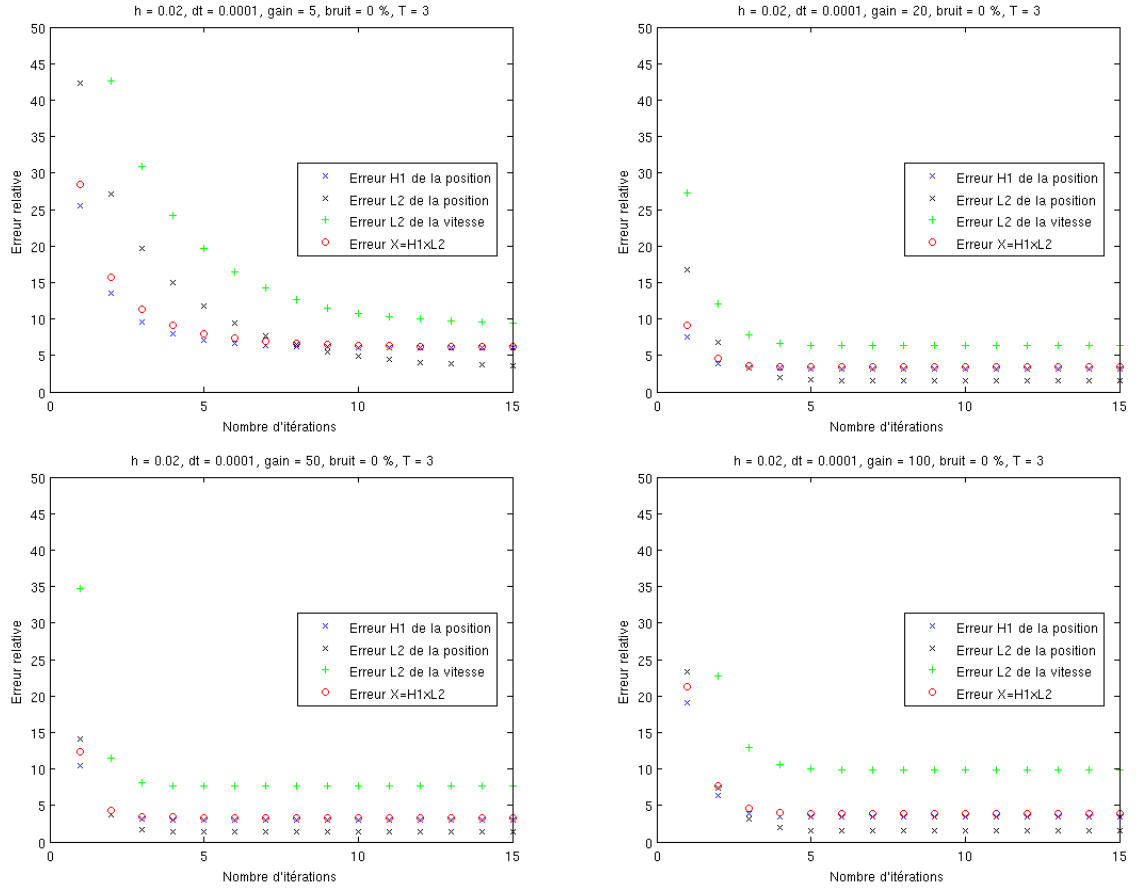 h = 0.02, dt = 0.0001, gain = 5, bruit = 0 %, T = 3
50
45
40
35
30
25
20
15
10
5
0
Erreur relative
Erreur H1 de la position
Erreur L2 de la position
Erreur L2 de la vitesse
Erreur X=H1xL2
0 5 10 15
Nombre d'itérations
h = 0.02, dt = 0.0001, gain = 20, bruit = 0 %, T = 3
50
45
40
35
30
25
20
15
10
5
0
Erreur relative
Erreur H1 de la position
Erreur L2 de la position
Erreur L2 de la vitesse
Erreur X=H1xL2
0 5 10 15
Nombre d'itérations
h = 0.02, dt = 0.0001, gain = 50, bruit = 0 %, T = 3
50
45
40
35
30
25
20
15
10
5
0
Erreur relative
Erreur H1 de la position
Erreur L2 de la position
Erreur L2 de la vitesse
Erreur X=H1xL2
0 5 10 15
Nombre d'itérations
h = 0.02, dt = 0.0001, gain = 100, bruit = 0 %, T = 3
50
45
40
35
30
25
20
15
10
5
0
Erreur relative
Erreur H1 de la position
Erreur L2 de la position
Erreur L2 de la vitesse
Erreur X=H1xL2
0 5 10 15
Nombre d'itérations